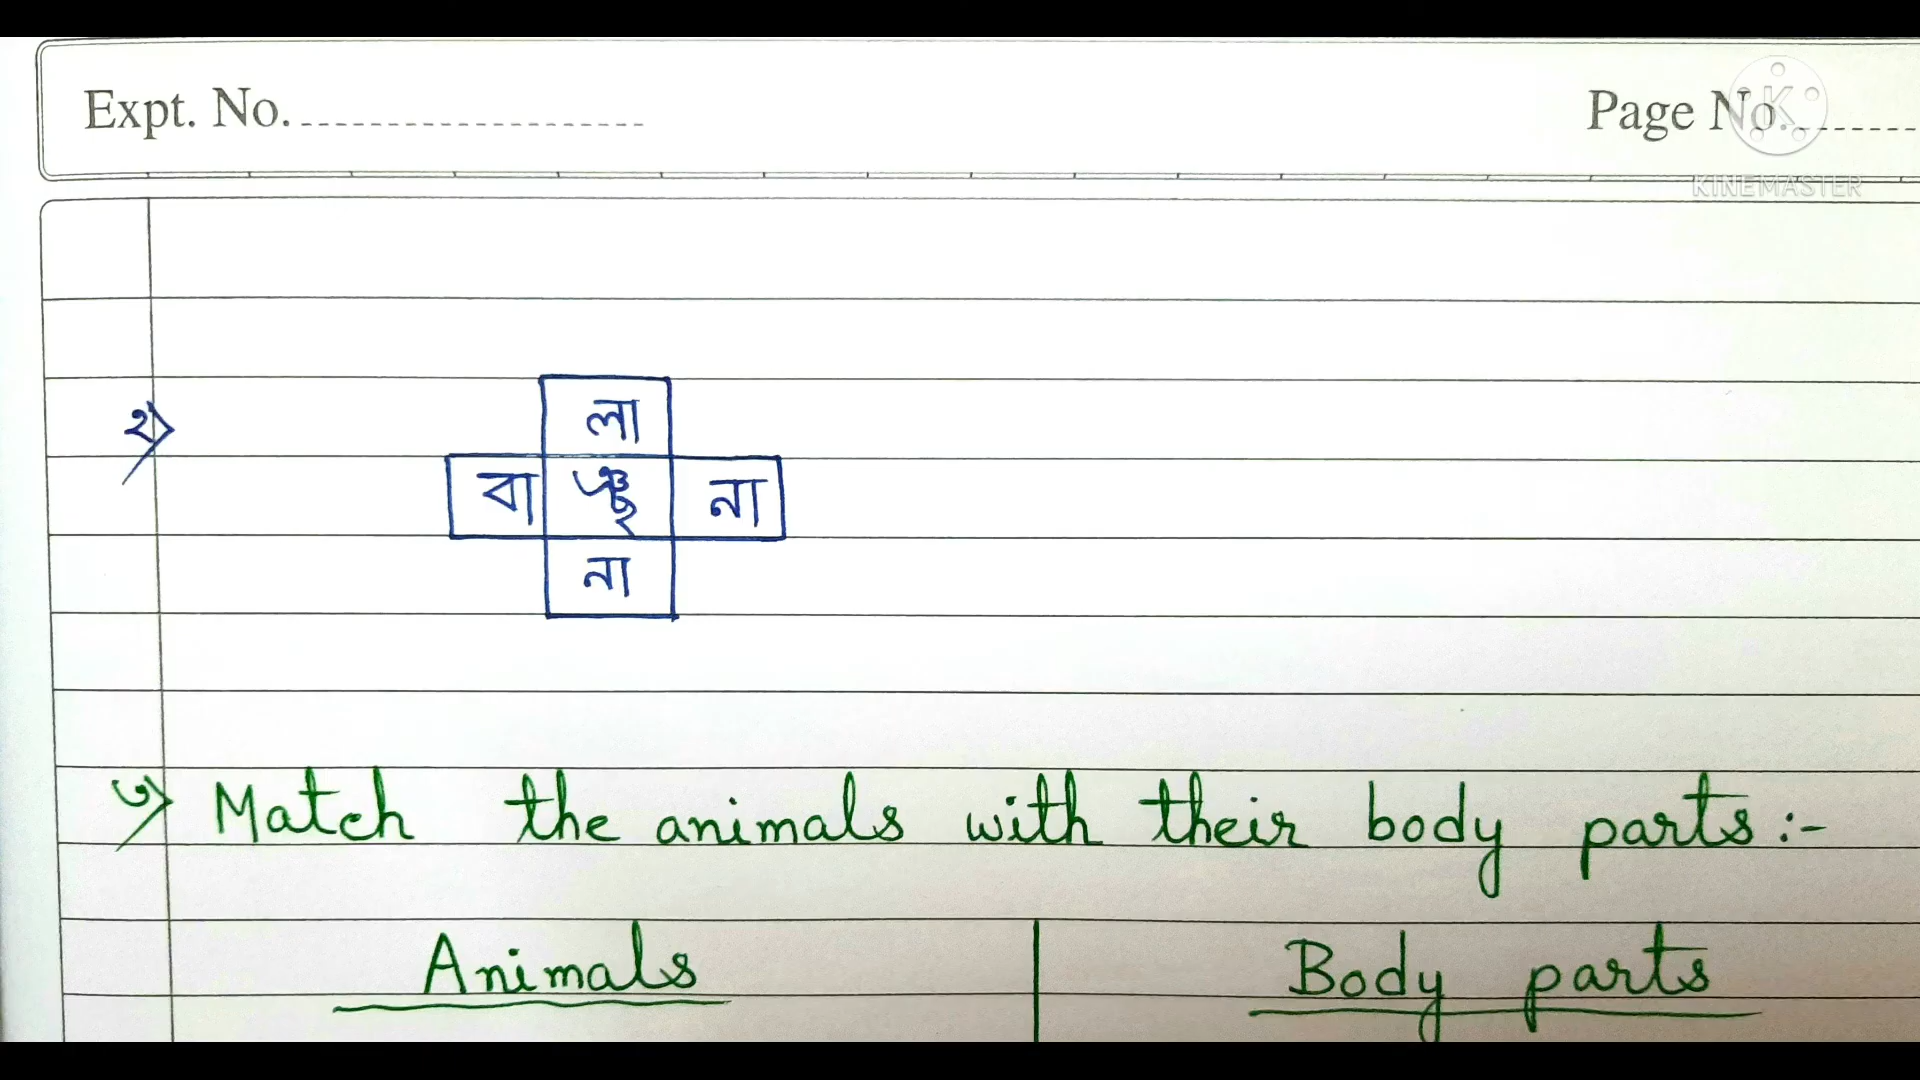 Expt. No.
Page No.
KINEMASTER
২)
লা
বা ঞ্ছ না
না
৩) Match the animals with their body parts :-
Animals
Body parts